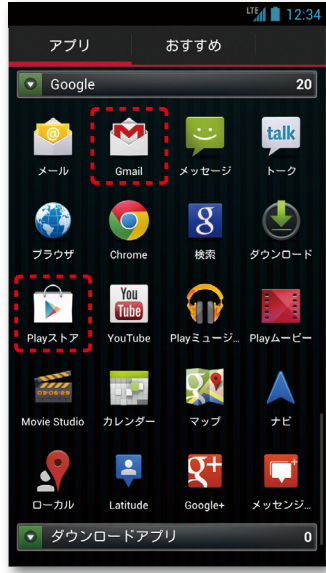 LTE 12:34
アプリ おすすめ
Google 20
talk
メール Gmail メッセージ トーク
8
ブラウザ Chrome 検索 ダウンロード
You
Tube
Playストア YouTube Playミュージ... Playムービー
Movie Studio カレンダー マップ ナビ
g+
ローカル Latitude Google+ メッセンジ...
ダウンロードアプリ 0